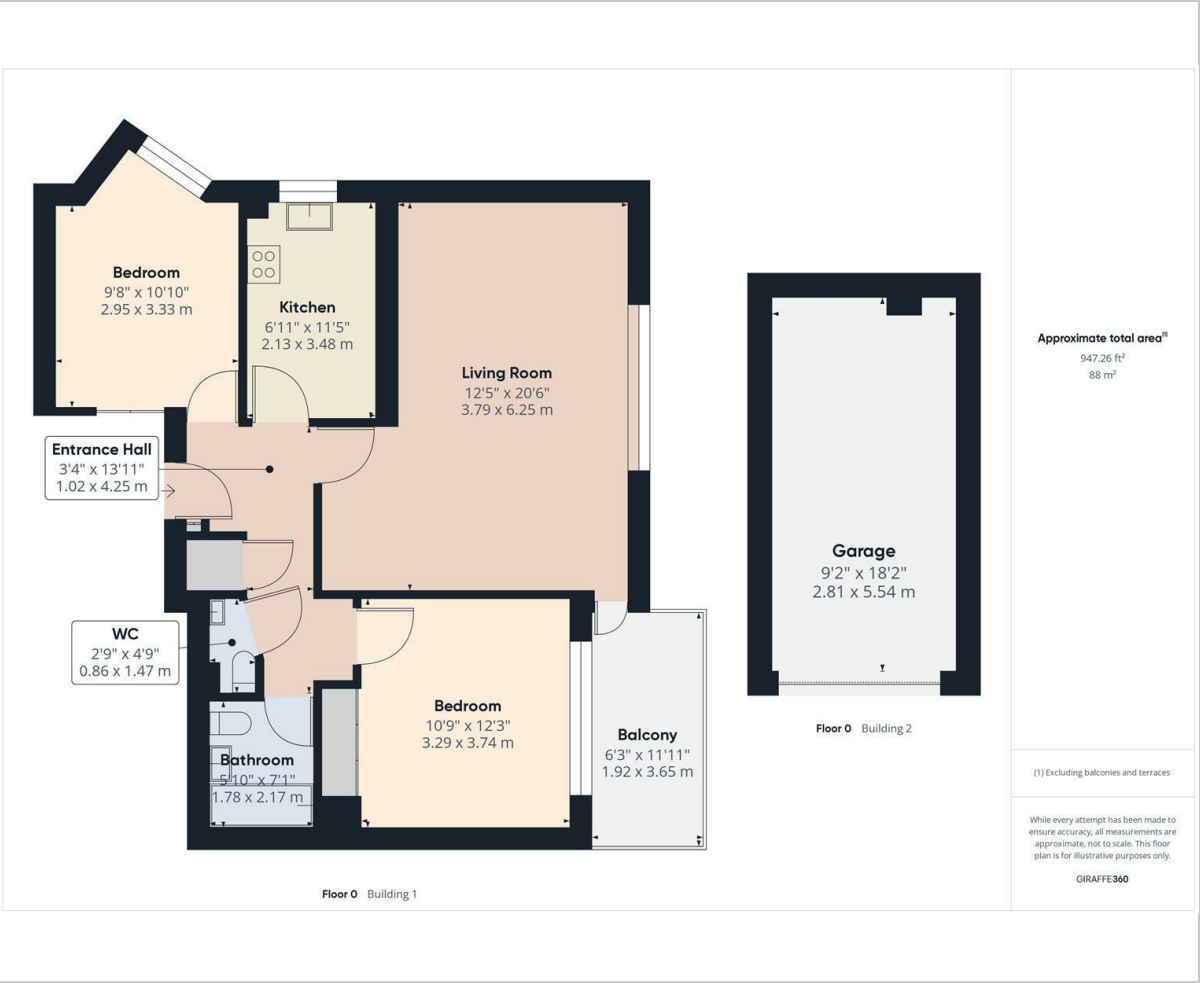 Bedroom
9'8" x 10'10"
2.95 x 3.33 m
Kitchen
6'11" x 11'5"
2.13 x 3.48 m
Living Room
12'5" x 20'6"
3.79 x 6.25 m
Entrance Hall
3'4" x 13'11"
1.02 x 4.25 m
WC
2'9" x 4'9"
0.86 x 1.47 m
Bedroom
10'9" x 12'3"
3.29 x 3.74 m
Bathroom
5'10" x 7'1"
1.78 x 2.17 m
Balcony
6'3" x 11'11"
1.92 x 3.65 m
Floor 0 Building 1
Garage
9'2" x 18'2"
2.81 x 5.54 m
Floor 0 Building 2
Approximate total area⁽¹⁾
947.26 ft²
88 m²
(1) Excluding balconies and terraces
While every attempt has been made to
ensure accuracy, all measurements are
approximate, not to scale. This floor
plan is for illustrative purposes only.
GIRAFFE360